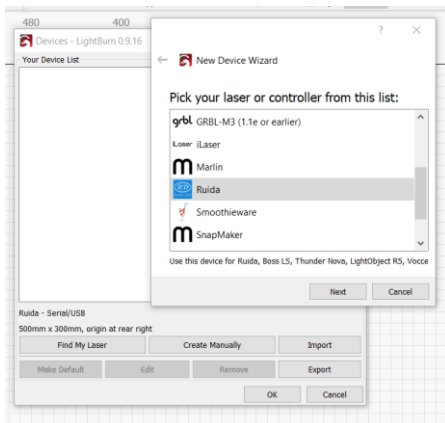 480
400
Devices - LightBurn 0.9.16
?
Your Device List
New Device Wizard
Pick your laser or controller from this list:
grbl GRBL-M3 (1.1e or earlier)
iLaser
Marlin
Ruida
Smoothieware
SnapMaker
Use this device for Ruida, Boss LS, Thunder Nova, LightObject R5, Vocce
Next
Cancel
Ruida - Serial/USB
500mm x 300mm, origin at rear right
Find My Laser
Create Manually
Import
Make Default
Edit
Remove
Export
OK
Cancel